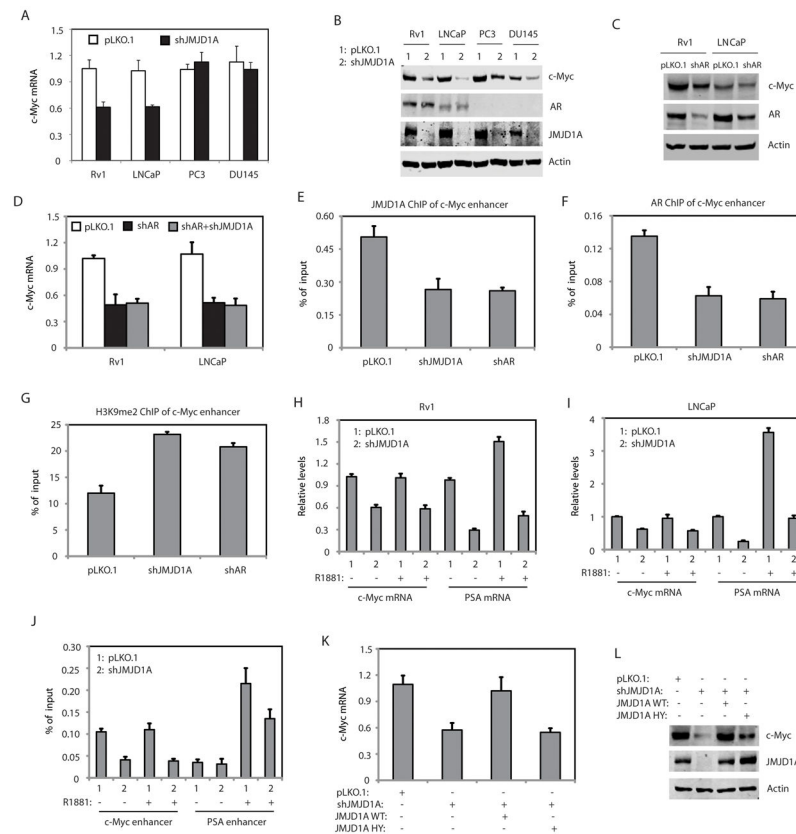 A
pLKO.1 shJMJD1A
c-Myc mRNA
1.5
1.2
0.9
0.6
0.3
0
Rv1 LNCaP PC3 DU145
B
Rv1 LNCaP PC3 DU145
1: pLKO.1
2: shJMJD1A
1 2 1 2 1 2 1 2
c-Myc
AR
JMJD1A
Actin
C
Rv1 LNCaP
pLKO.1 shAR pLKO.1 shAR
c-Myc
AR
Actin
D
pLKO.1 shAR shAR+shJMJD1A
c-Myc mRNA
1.5
1.2
0.9
0.6
0.3
0
Rv1 LNCaP
E
JMJD1A ChIP of c-Myc enhancer
% of input
0.60
0.45
0.30
0.15
0
pLKO.1 shJMJD1A shAR
F
AR ChIP of c-Myc enhancer
% of input
0.16
0.12
0.08
0.04
0
pLKO.1 shJMJD1A shAR
G
H3K9me2 ChIP of c-Myc enhancer
% of input
25
20
15
10
5
0
pLKO.1 shJMJD1A shAR
H
Rv1
1: pLKO.1
2: shJMJD1A
Relative levels
1.8
1.5
1.2
0.9
0.6
0.3
0
1 2 1 2 1 2 1 2
R1881: - - + + - - + +
c-Myc mRNA PSA mRNA
I
LNCaP
1: pLKO.1
2: shJMJD1A
Relative levels
4
3
2
1
0
1 2 1 2 1 2 1 2
R1881: - - + + - - + +
c-Myc mRNA PSA mRNA
J
1: pLKO.1
2: shJMJD1A
% of input
0.30
0.25
0.20
0.15
0.10
0.05
0
1 2 1 2 1 2 1 2
R1881: - - + + - - + +
c-Myc enhancer PSA enhancer
K
c-Myc mRNA
1.5
1.2
0.9
0.6
0.3
0
pLKO.1: + - - -
shJMJD1A: - + + +
JMJD1A WT: - - + -
JMJD1A HY: - - - +
L
pLKO.1: + - - -
shJMJD1A: - + + +
JMJD1A WT: - - + -
JMJD1A HY: - - - +
c-Myc
JMJD1A
Actin